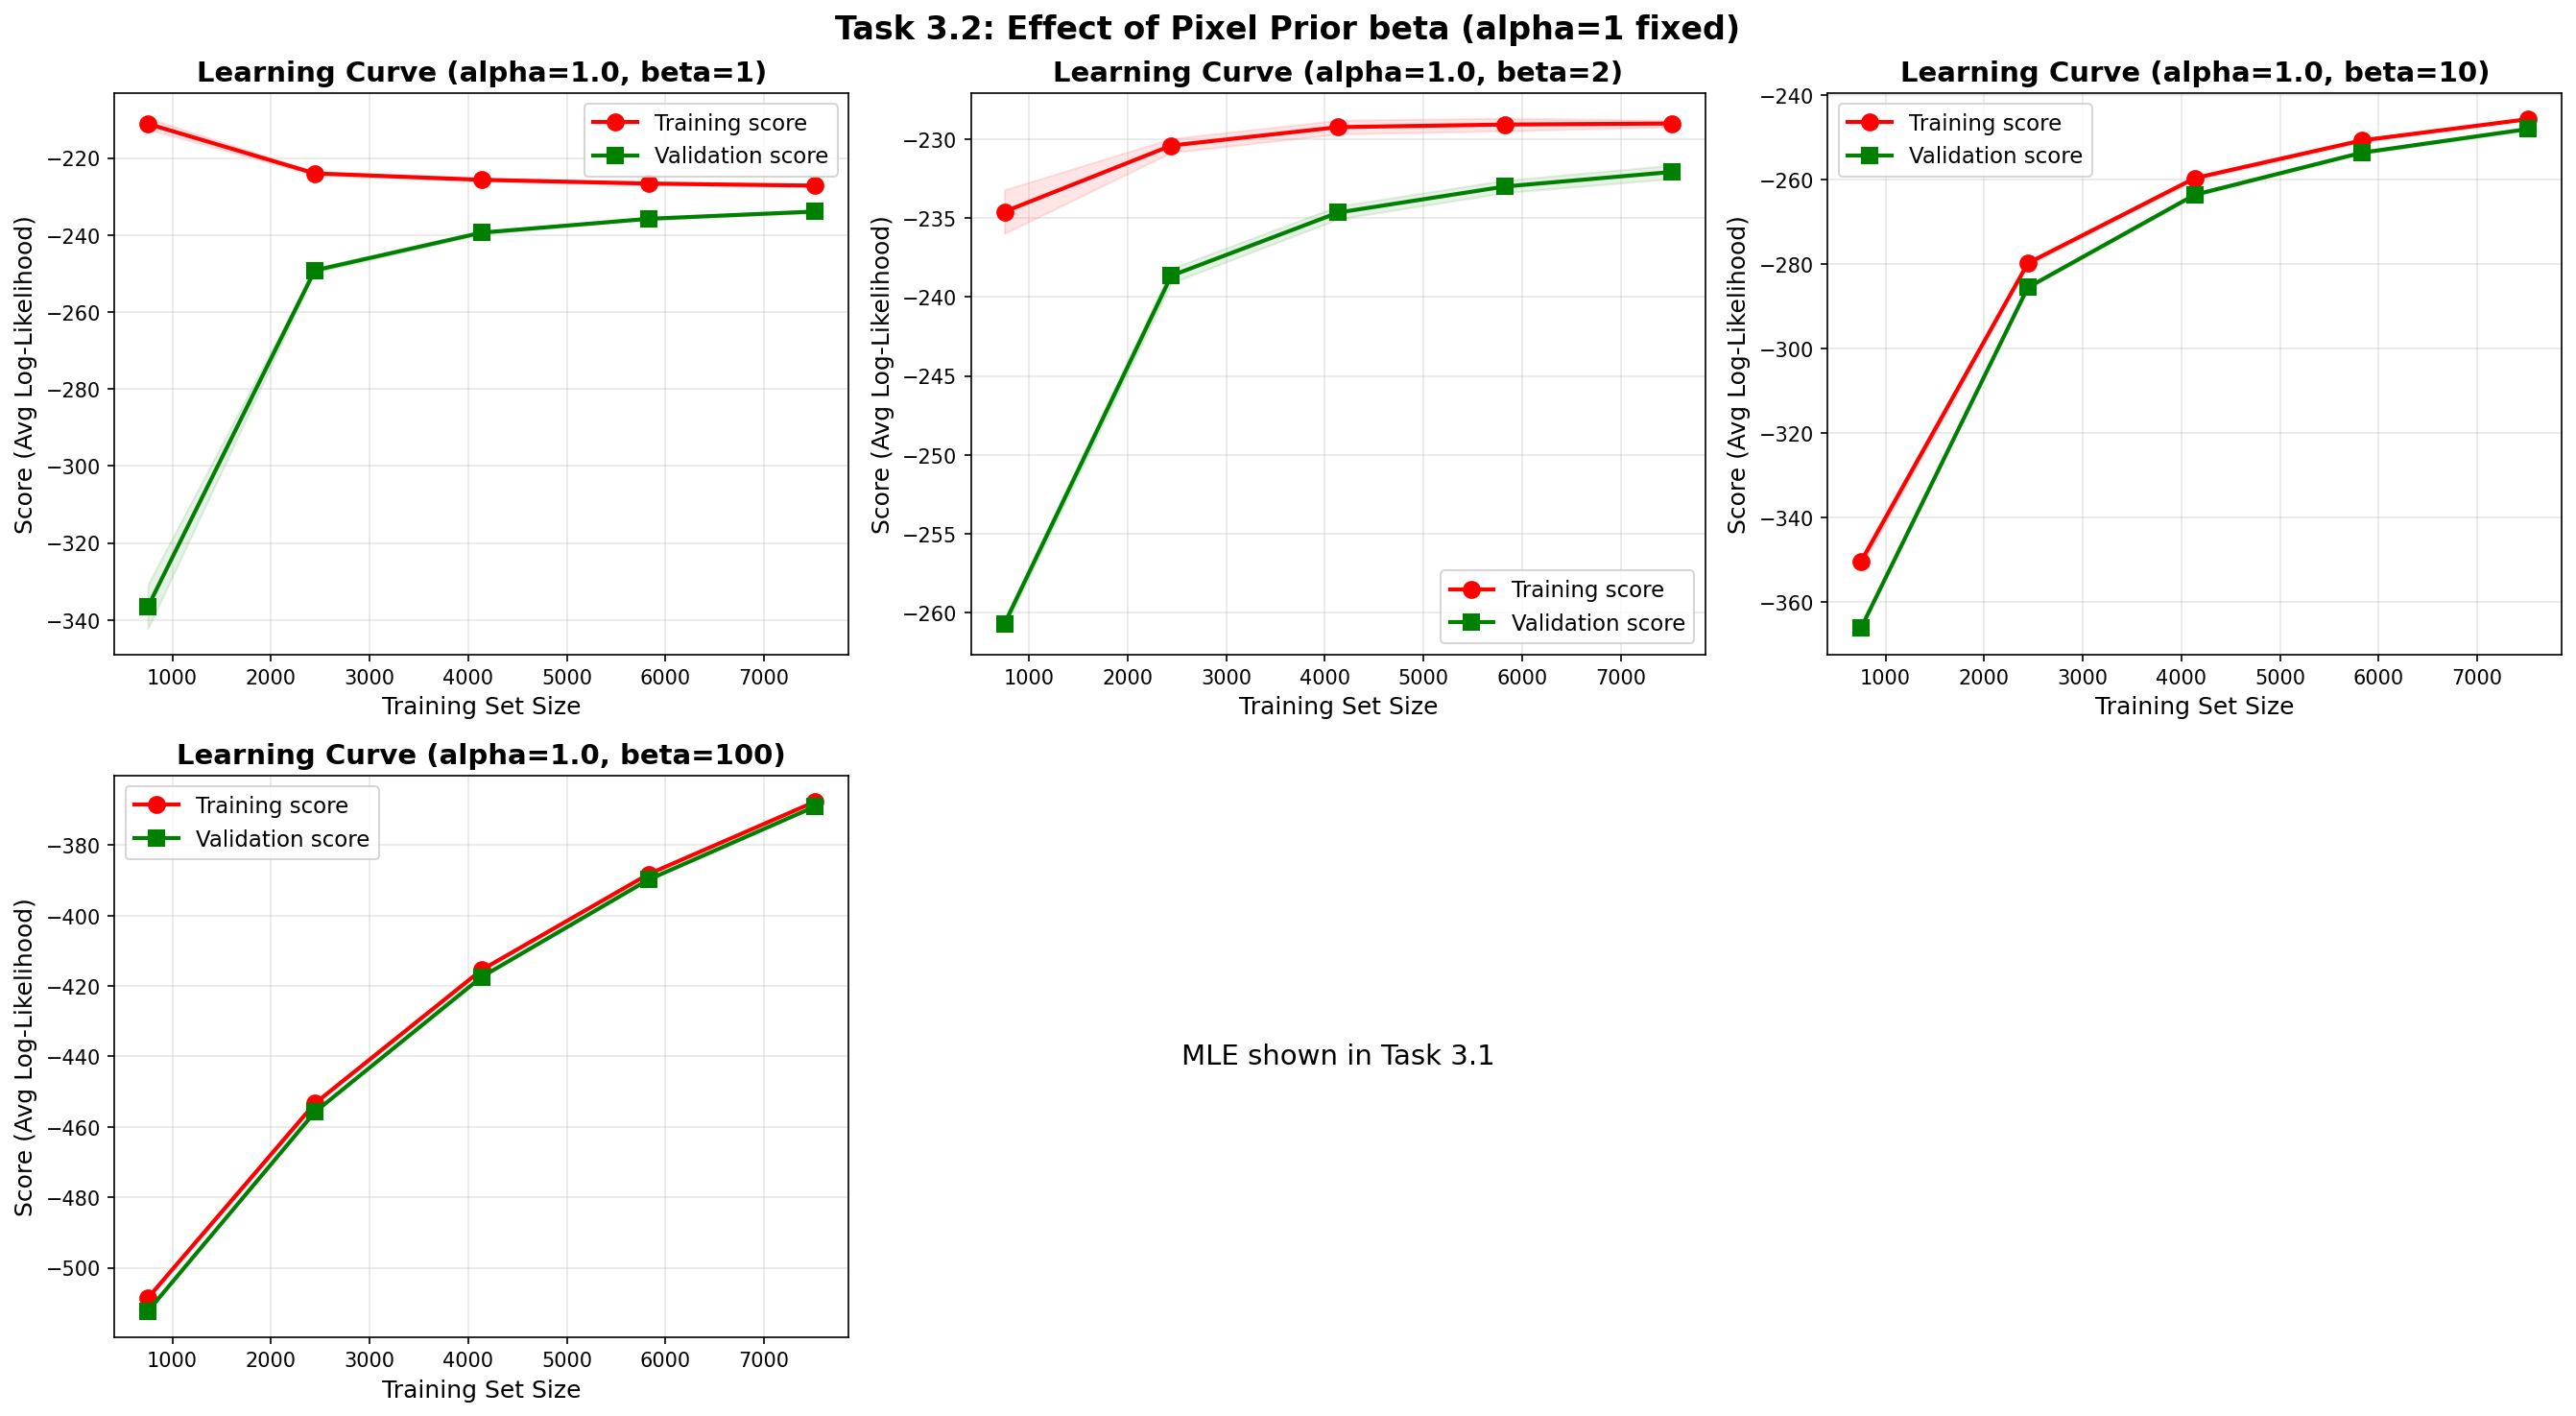 Task 3.2: Effect of Pixel Prior beta (alpha=1 fixed)
Learning Curve (alpha=1.0, beta=1)
Score (Avg Log-Likelihood)
−220
−240
−260
−280
−300
−320
−340
Training score
Validation score
1000 2000 3000 4000 5000 6000 7000
Training Set Size
Learning Curve (alpha=1.0, beta=2)
Score (Avg Log-Likelihood)
−230
−235
−240
−245
−250
−255
−260
Training score
Validation score
1000 2000 3000 4000 5000 6000 7000
Training Set Size
Learning Curve (alpha=1.0, beta=10)
Score (Avg Log-Likelihood)
−240
−260
−280
−300
−320
−340
−360
Training score
Validation score
1000 2000 3000 4000 5000 6000 7000
Training Set Size
Learning Curve (alpha=1.0, beta=100)
Score (Avg Log-Likelihood)
−380
−400
−420
−440
−460
−480
−500
Training score
Validation score
1000 2000 3000 4000 5000 6000 7000
Training Set Size
MLE shown in Task 3.1